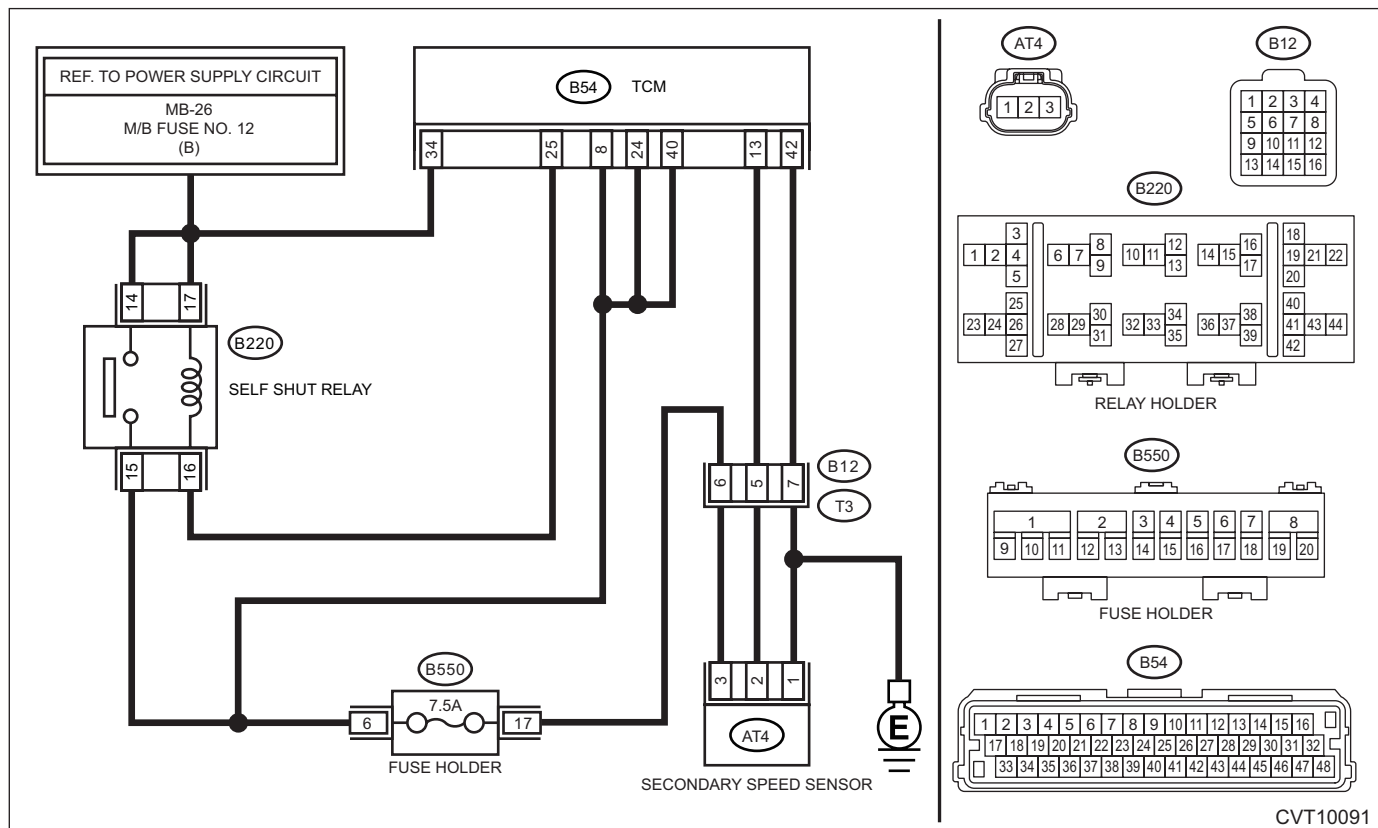 REF. TO POWER SUPPLY CIRCUIT
MB-26
M/B FUSE NO. 12
(B)
B54 TCM
34 25 8 24 40 13 42
14 17
B220
SELF SHUT RELAY
15 16
6 5 7
B12
T3
B550
7.5A
6 17
FUSE HOLDER
3 2 1
AT4
SECONDARY SPEED SENSOR
E
AT4
1 2 3
B12
1 2 3 4
5 6 7 8
9 10 11 12
13 14 15 16
B220
3 8 12 16 18
1 2 4 6 7 10 11 14 15 19 21 22
5 9 13 17 20
25 30 34 38 40
23 24 26 28 29 32 33 36 37 41 43 44
27 31 35 39 42
RELAY HOLDER
B550
1 2 3 4 5 6 7 8
9 10 11 12 13 14 15 16 17 18 19 20
FUSE HOLDER
B54
1 2 3 4 5 6 7 8 9 10 11 12 13 14 15 16
17 18 19 20 21 22 23 24 25 26 27 28 29 30 31 32
33 34 35 36 37 38 39 40 41 42 43 44 45 46 47 48
CVT10091